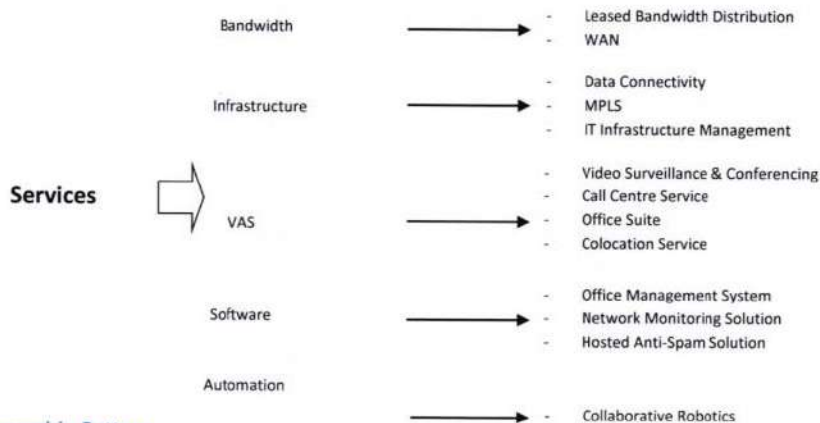 Bandwidth
- Leased Bandwidth Distribution
- WAN
Infrastructure
- Data Connectivity
- MPLS
- IT Infrastructure Management
Services
VAS
- Video Surveillance & Conferencing
- Call Centre Service
- Office Suite
- Colocation Service
Software
- Office Management System
- Network Monitoring Solution
- Hosted Anti-Spam Solution
Automation
- Collaborative Robotics